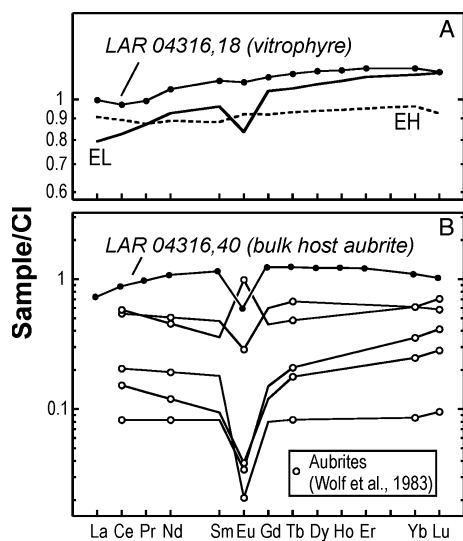 A
LAR 04316,18 (vitrophyre)
1
0.9
0.8
0.7
0.6
EL
EH
Sample/CI
B
LAR 04316,40 (bulk host aubrite)
1
0.1
Aubrites
(Wolf et al., 1983)
La Ce Pr Nd Sm Eu Gd Tb Dy Ho Er Yb Lu